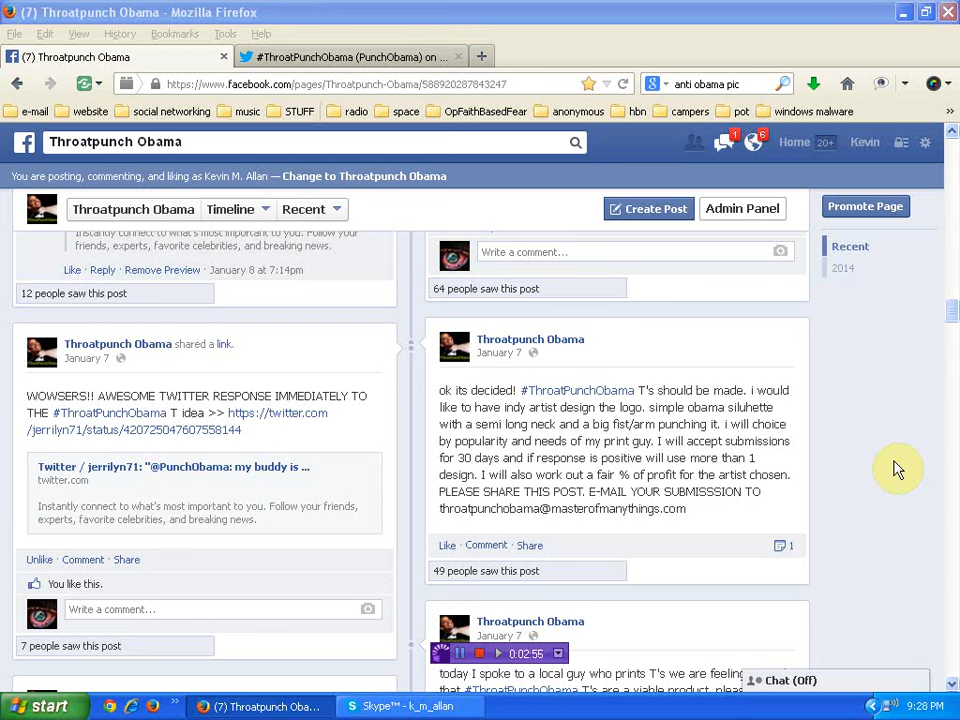 (7) Throatpunch Obama - Mozilla Firefox
File Edit View History Bookmarks Tools Help
(7) Throatpunch Obama
#ThroatPunchObama (PunchObama) on ...
https://www.facebook.com/pages/Throatpunch-Obama/588920287843247
anti obama pic
e-mail website social networking music STUFF radio space OpFaithBasedFear anonymous hbn campers pot windows malware
Throatpunch Obama
1 6 Home 20+ Kevin
You are posting, commenting, and liking as Kevin M. Allan — Change to Throatpunch Obama
Throatpunch Obama Timeline Recent Create Post Admin Panel
Promote Page
Recent
2014
Instantly connect to what's most important to you. Follow your
friends, experts, favorite celebrities, and breaking news.
Like · Reply · Remove Preview · January 8 at 7:14pm
12 people saw this post
Throatpunch Obama shared a link.
January 7
WOWSERS!! AWESOME TWITTER RESPONSE IMMEDIATELY TO
THE #ThroatPunchObama T idea >> https://twitter.com
/jerrilyn71/status/420725047607558144
Twitter / jerrilyn71: "@PunchObama: my buddy is ...
twitter.com
Instantly connect to what's most important to you. Follow your friends,
experts, favorite celebrities, and breaking news.
Unlike · Comment · Share
You like this.
Write a comment...
7 people saw this post
Write a comment...
64 people saw this post
Throatpunch Obama
January 7
ok its decided! #ThroatPunchObama T's should be made. i would
like to have indy artist design the logo. simple obama siluhette
with a semi long neck and a big fist/arm punching it. i will choice
by popularity and needs of my print guy. I will accept submissions
for 30 days and if response is positive will use more than 1
design. I will also work out a fair % of profit for the artist chosen.
PLEASE SHARE THIS POST. E-MAIL YOUR SUBMISSSION TO
throatpunchobama@masterofmanythings.com
Like · Comment · Share 1
49 people saw this post
Throatpunch Obama
January 7
0:02:55
today I spoke to a local guy who prints T's we are feeling
that #ThroatPunchObama T's are a viable product.
Chat (Off)
start
(7) Throatpunch Oba...
Skype™ - k_m_allan
9:28 PM